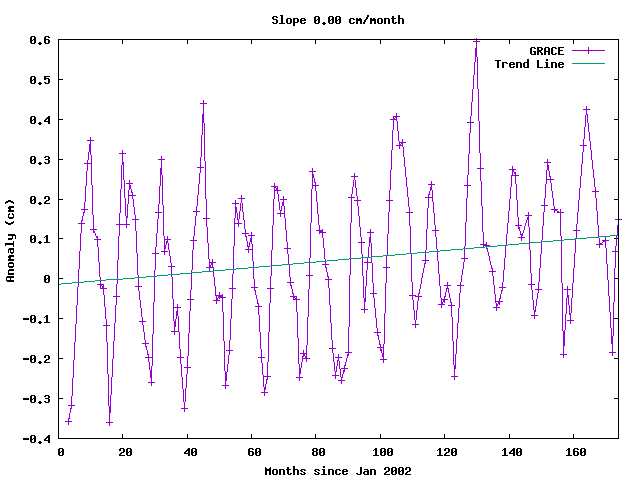 Slope 0.00 cm/month
GRACE
Trend Line
Anomaly (cm)
0.6
0.5
0.4
0.3
0.2
0.1
0
-0.1
-0.2
-0.3
-0.4
0 20 40 60 80 100 120 140 160
Months since Jan 2002